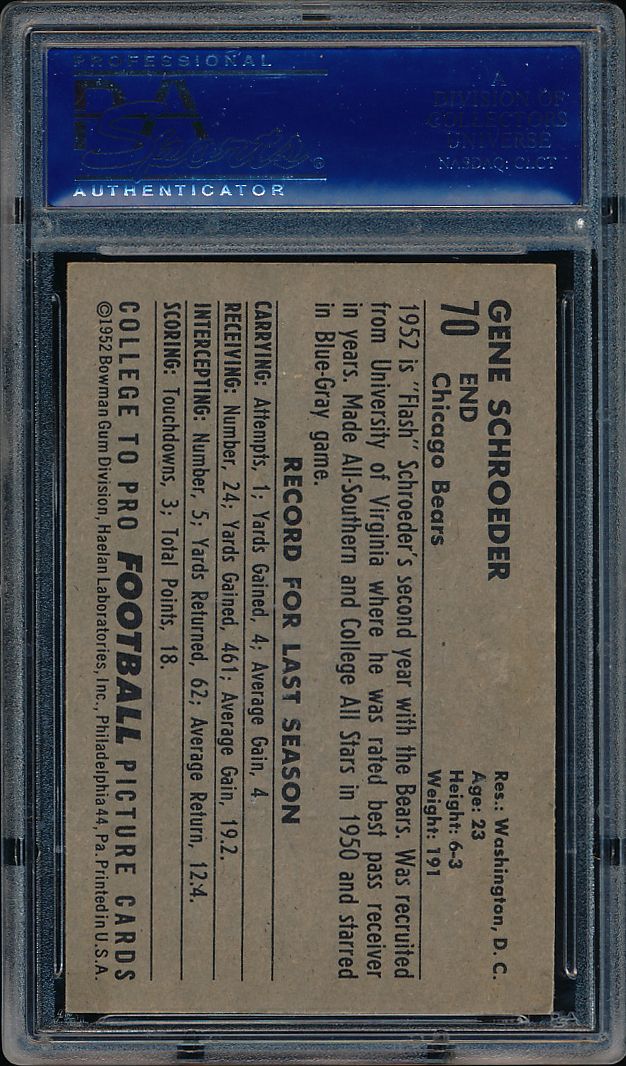 PROFESSIONAL
PSA
Sports®
AUTHENTICATOR
A
DIVISION OF
COLLECTORS
UNIVERSE
NASDAQ: CLCT
GENE SCHROEDER
70 END
Chicago Bears
Res.: Washington, D. C.
Age: 23
Height: 6-3
Weight: 191
1952 is "Flash" Schroeder's second year with the Bears. Was recruited
from University of Virginia where he was rated best pass receiver
in years. Made All-Southern and College All Stars in 1950 and starred
in Blue-Gray game.
RECORD FOR LAST SEASON
CARRYING: Attempts, 1; Yards Gained, 4; Average Gain, 4
RECEIVING: Number, 24; Yards Gained, 461; Average Gain, 19.2.
INTERCEPTING: Number, 5; Yards Returned, 62; Average Return, 12.4.
SCORING: Touchdowns, 3; Total Points, 18.
COLLEGE TO PRO FOOTBALL PICTURE CARDS
©1952 Bowman Gum Division, Haelan Laboratories, Inc., Philadelphia 44, Pa. Printed in U.S.A.